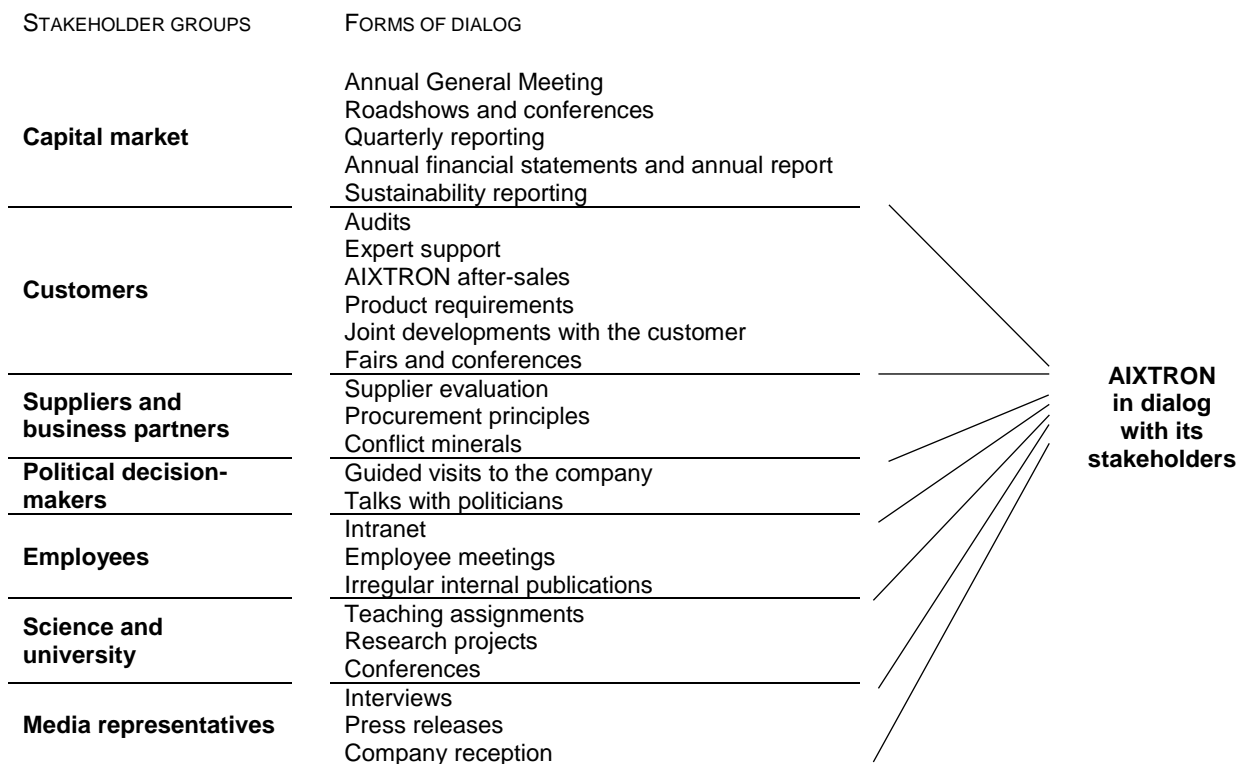 STAKEHOLDER GROUPS
FORMS OF DIALOG
Capital market
Annual General Meeting
Roadshows and conferences
Quarterly reporting
Annual financial statements and annual report
Sustainability reporting
Customers
Audits
Expert support
AIXTRON after-sales
Product requirements
Joint developments with the customer
Fairs and conferences
Suppliers and
business partners
Supplier evaluation
Procurement principles
Conflict minerals
Political decision-
makers
Guided visits to the company
Talks with politicians
Employees
Intranet
Employee meetings
Irregular internal publications
Science and
university
Teaching assignments
Research projects
Conferences
Media representatives
Interviews
Press releases
Company reception
AIXTRON
in dialog
with its
stakeholders